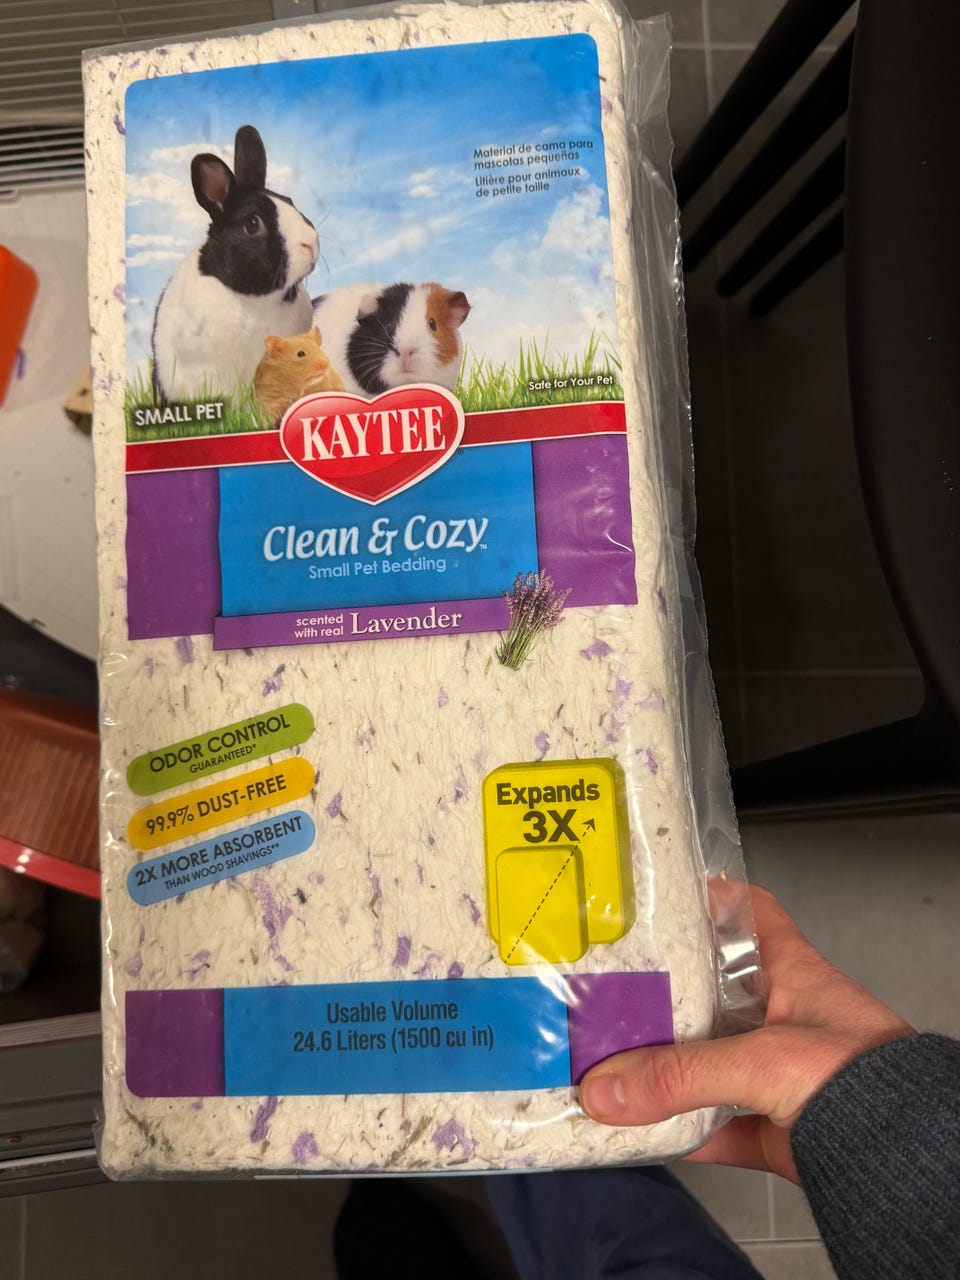 Material de cama para
mascotas pequeñas
Litière pour animaux
de petite taille
Safe for Your Pet
SMALL PET
KAYTEE®
Clean & Cozy™
Small Pet Bedding
scented
with real Lavender
ODOR CONTROL
GUARANTEED*
99.9% DUST-FREE
2X MORE ABSORBENT
THAN WOOD SHAVINGS**
Expands
3X
Usable Volume
24.6 Liters (1500 cu in)